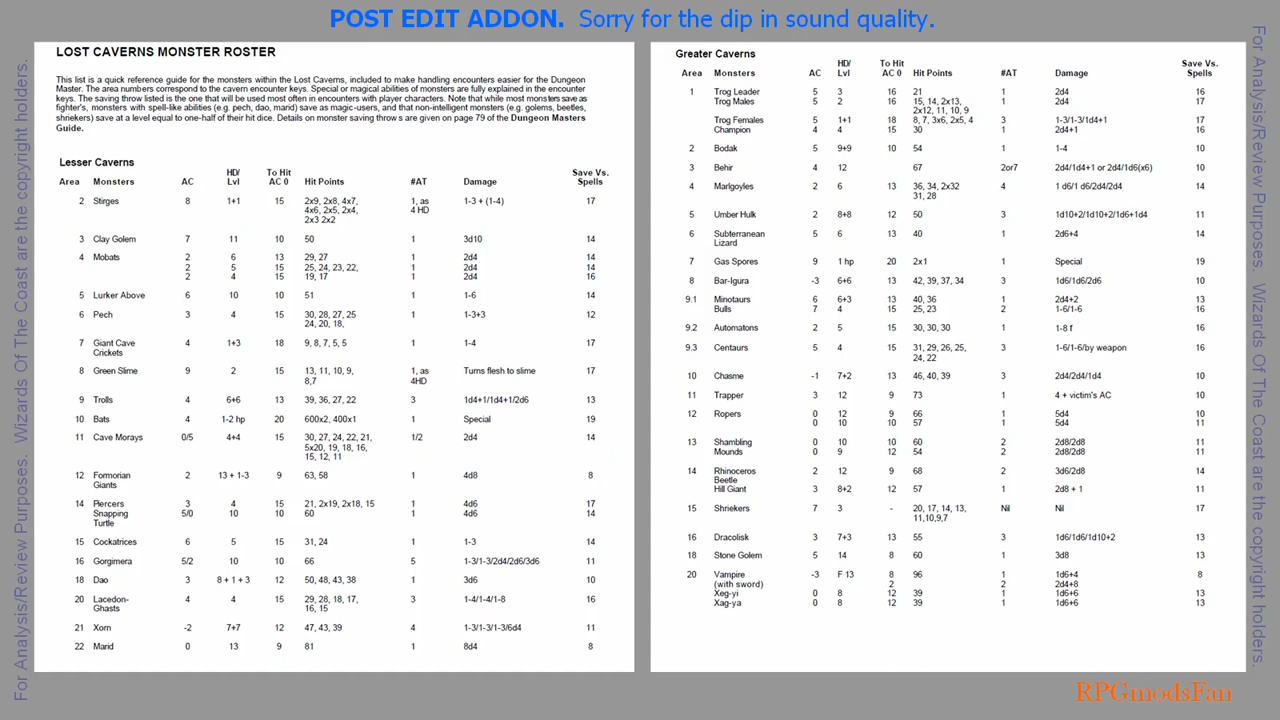 POST EDIT ADDON. Sorry for the dip in sound quality.
For Analysis/Review Purposes. Wizards Of The Coast are the copyright holders.
LOST CAVERNS MONSTER ROSTER
This list is a quick reference guide for the monsters within the Lost Caverns, included to make handling encounters easier for the Dungeon
Master. The area numbers correspond to the cavern encounter keys. Special or magical abilities of monsters are fully explained in the encounter
keys. The saving throw listed is the one that will be used most often in encounters with player characters. Note that while most monsters save as
fighter's, monsters with spell-like abilities (e.g. pech, dao, marid) save as magic-users, and that non-intelligent monsters (e.g. golems, beetles,
shriekers) save at a level equal to one-half of their hit dice. Details on monster saving throw s are given on page 79 of the Dungeon Masters
Guide.
Lesser Caverns
HD/ To Hit Save Vs.
Area Monsters AC Lvl AC 0 Hit Points #AT Damage Spells
2 Stirges 8 1+1 15 2x9, 2x8, 4x7, 1, as 1-3 + (1-4) 17
4x6, 2x5, 2x4, 4 HD
2x3 2x2
3 Clay Golem 7 11 10 50 1 3d10 14
4 Mobats 2 6 13 29, 27 1 2d4 14
2 5 15 25, 24, 23, 22, 1 2d4 14
2 4 15 19, 17 1 2d4 16
5 Lurker Above 6 10 10 51 1 1-6 14
6 Pech 3 4 15 30, 28, 27, 25 1 1-3+3 12
24, 20, 18,
7 Giant Cave 4 1+3 18 9, 8, 7, 5, 5 1 1-4 17
Crickets
8 Green Slime 9 2 15 13, 11, 10, 9, 1, as Turns flesh to slime 17
8,7 4HD
9 Trolls 4 6+6 13 39, 36, 27, 22 3 1d4+1/1d4+1/2d6 13
10 Bats 4 1-2 hp 20 600x2, 400x1 1 Special 19
11 Cave Morays 0/5 4+4 15 30, 27, 24, 22, 21, 1/2 2d4 14
5x20, 19, 18, 16,
15, 12, 11
12 Formorian 2 13 + 1-3 9 63, 58 1 4d8 8
Giants
14 Piercers 3 4 15 21, 2x19, 2x18, 15 1 4d6 17
Snapping 5/0 10 10 60 1 4d6 14
Turtle
15 Cockatrices 6 5 15 31, 24 1 1-3 14
16 Gorgimera 5/2 10 10 66 5 1-3/1-3/2d4/2d6/3d6 11
18 Dao 3 8 + 1 + 3 12 50, 48, 43, 38 1 3d6 10
20 Lacedon- 4 4 15 29, 28, 18, 17, 3 1-4/1-4/1-8 16
Ghasts 16, 15
21 Xorn -2 7+7 12 47, 43, 39 4 1-3/1-3/1-3/6d4 11
22 Marid 0 13 9 81 1 8d4 8
Greater Caverns
HD/ To Hit Save Vs.
Area Monsters AC Lvl AC 0 Hit Points #AT Damage Spells
1 Trog Leader 5 3 16 21 1 2d4 16
Trog Males 5 2 16 15, 14, 2x13, 1 2d4 17
2x12, 11, 10, 9
Trog Females 5 1+1 18 8, 7, 3x6, 2x5, 4 3 1-3/1-3/1d4+1 17
Champion 4 4 15 30 1 2d4+1 16
2 Bodak 5 9+9 10 54 1 1-4 10
3 Behir 4 12 67 2or7 2d4/1d4+1 or 2d4/1d6(x6) 10
4 Marlgoyles 2 6 13 36, 34, 2x32 4 1 d6/1 d6/2d4/2d4 14
31, 28
5 Umber Hulk 2 8+8 12 50 3 1d10+2/1d10+2/1d6+1d4 11
6 Subterranean 5 6 13 40 1 2d6+4 14
Lizard
7 Gas Spores 9 1 hp 20 2x1 1 Special 19
8 Bar-Igura -3 6+6 13 42, 39, 37, 34 3 1d6/1d6/2d6 10
9.1 Minotaurs 6 6+3 13 40, 36 1 2d4+2 13
Bulls 7 4 15 25, 23 2 1-6/1-6 16
9.2 Automatons 2 5 15 30, 30, 30 1 1-8 f 16
9.3 Centaurs 5 4 15 31, 29, 26, 25, 3 1-6/1-6/by weapon 16
24, 22
10 Chasme -1 7+2 13 46, 40, 39 3 2d4/2d4/1d4 10
11 Trapper 3 12 9 73 1 4 + victim's AC 10
12 Ropers 0 12 9 66 1 5d4 10
0 10 10 57 1 5d4 11
13 Shambling 0 10 10 60 2 2d8/2d8 11
Mounds 0 9 12 54 2 2d8/2d8 11
14 Rhinoceros 2 12 9 68 2 3d6/2d8 14
Beetle
Hill Giant 3 8+2 12 57 1 2d8 + 1 11
15 Shriekers 7 3 - 20, 17, 14, 13, Nil Nil 17
11,10,9,7
16 Dracolisk 3 7+3 13 55 3 1d6/1d6/1d10+2 13
18 Stone Golem 5 14 8 60 1 3d8 13
20 Vampire -3 F 13 8 96 1 1d6+4 8
(with sword) 2 2 2d4+8
Xeg-yi 0 8 12 39 1 1d6+6 13
Xag-ya 0 8 12 39 1 1d6+6 13
For Analysis/Review Purposes. Wizards Of The Coast are the copyright holders.
RPGmodsFan